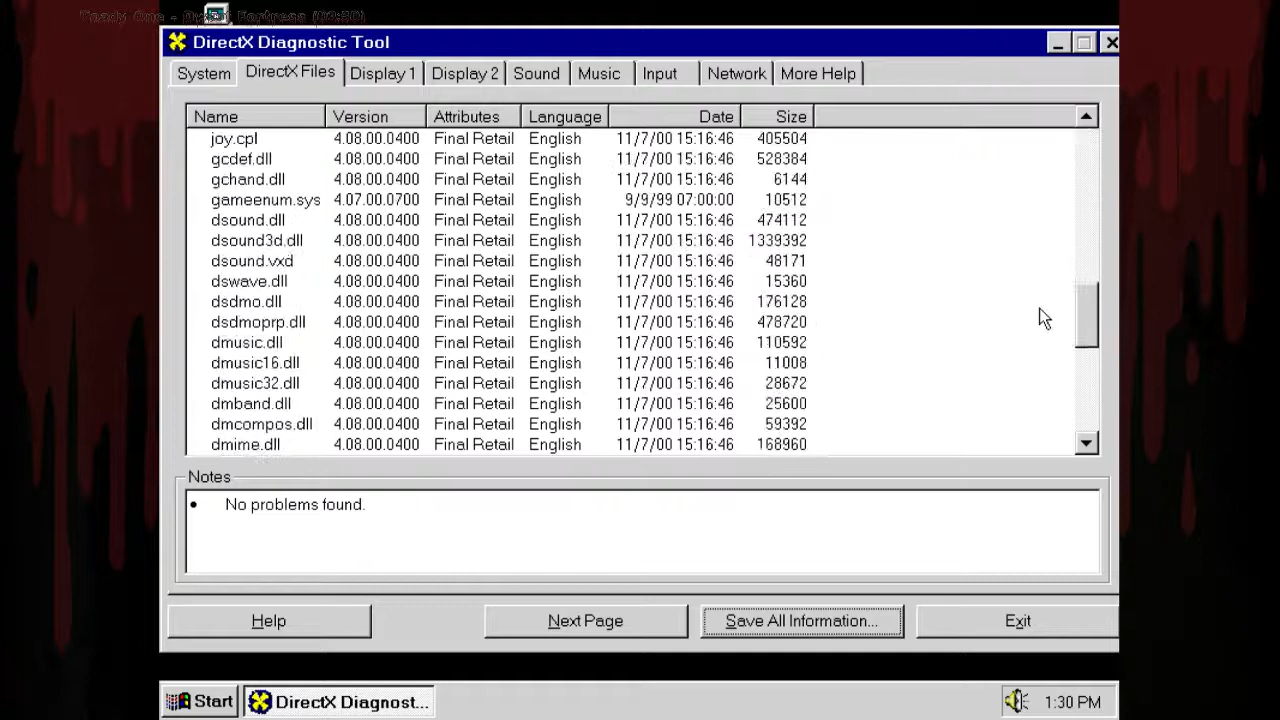 Toady One - Dwarf Fortress (00:30)
DirectX Diagnostic Tool
System DirectX Files Display 1 Display 2 Sound Music Input Network More Help
Name Version Attributes Language Date Size
joy.cpl 4.08.00.0400 Final Retail English 11/7/00 15:16:46 405504
gcdef.dll 4.08.00.0400 Final Retail English 11/7/00 15:16:46 528384
gchand.dll 4.08.00.0400 Final Retail English 11/7/00 15:16:46 6144
gameenum.sys 4.07.00.0700 Final Retail English 9/9/99 07:00:00 10512
dsound.dll 4.08.00.0400 Final Retail English 11/7/00 15:16:46 474112
dsound3d.dll 4.08.00.0400 Final Retail English 11/7/00 15:16:46 1339392
dsound.vxd 4.08.00.0400 Final Retail English 11/7/00 15:16:46 48171
dswave.dll 4.08.00.0400 Final Retail English 11/7/00 15:16:46 15360
dsdmo.dll 4.08.00.0400 Final Retail English 11/7/00 15:16:46 176128
dsdmoprp.dll 4.08.00.0400 Final Retail English 11/7/00 15:16:46 478720
dmusic.dll 4.08.00.0400 Final Retail English 11/7/00 15:16:46 110592
dmusic16.dll 4.08.00.0400 Final Retail English 11/7/00 15:16:46 11008
dmusic32.dll 4.08.00.0400 Final Retail English 11/7/00 15:16:46 28672
dmband.dll 4.08.00.0400 Final Retail English 11/7/00 15:16:46 25600
dmcompos.dll 4.08.00.0400 Final Retail English 11/7/00 15:16:46 59392
dmime.dll 4.08.00.0400 Final Retail English 11/7/00 15:16:46 168960
Notes
• No problems found.
Help Next Page Save All Information... Exit
Start DirectX Diagnost... 1:30 PM